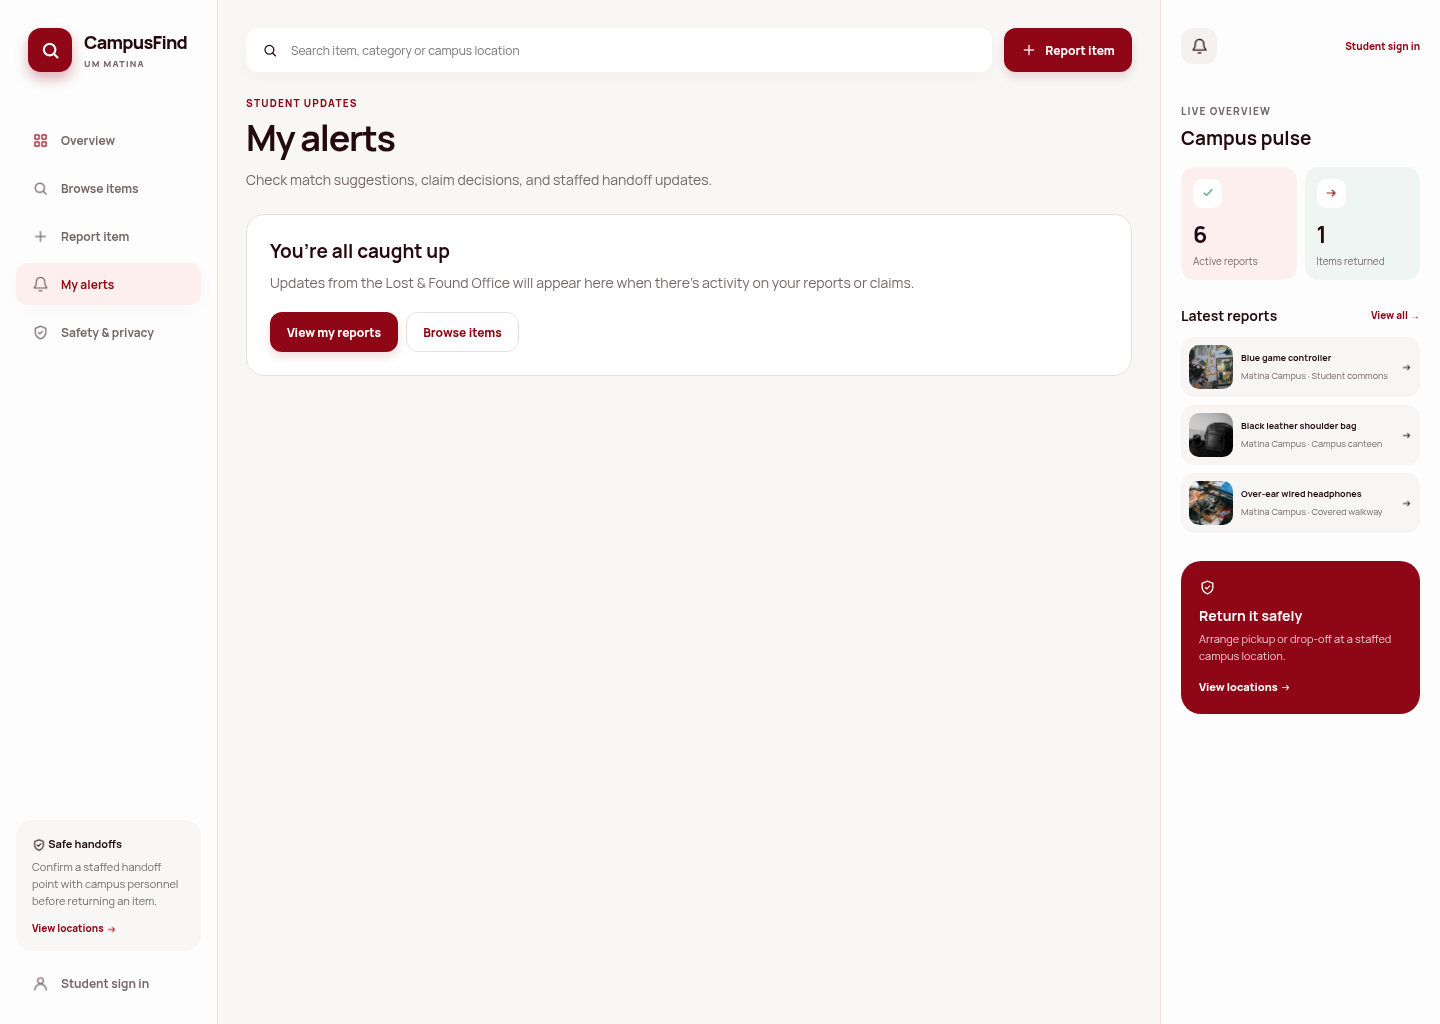 CampusFind
UM MATINA
Overview
Browse items
Report item
My alerts
Safety & privacy
Safe handoffs
Confirm a staffed handoff
point with campus personnel
before returning an item.
View locations →
Student sign in
Search item, category or campus location
Report item
STUDENT UPDATES
My alerts
Check match suggestions, claim decisions, and staffed handoff updates.
You're all caught up
Updates from the Lost & Found Office will appear here when there's activity on your reports or claims.
View my reports
Browse items
Student sign in
LIVE OVERVIEW
Campus pulse
6
Active reports
1
Items returned
Latest reports
View all →
Blue game controller
Matina Campus · Student commons
Black leather shoulder bag
Matina Campus · Campus canteen
Over-ear wired headphones
Matina Campus · Covered walkway
Return it safely
Arrange pickup or drop-off at a staffed
campus location.
View locations →